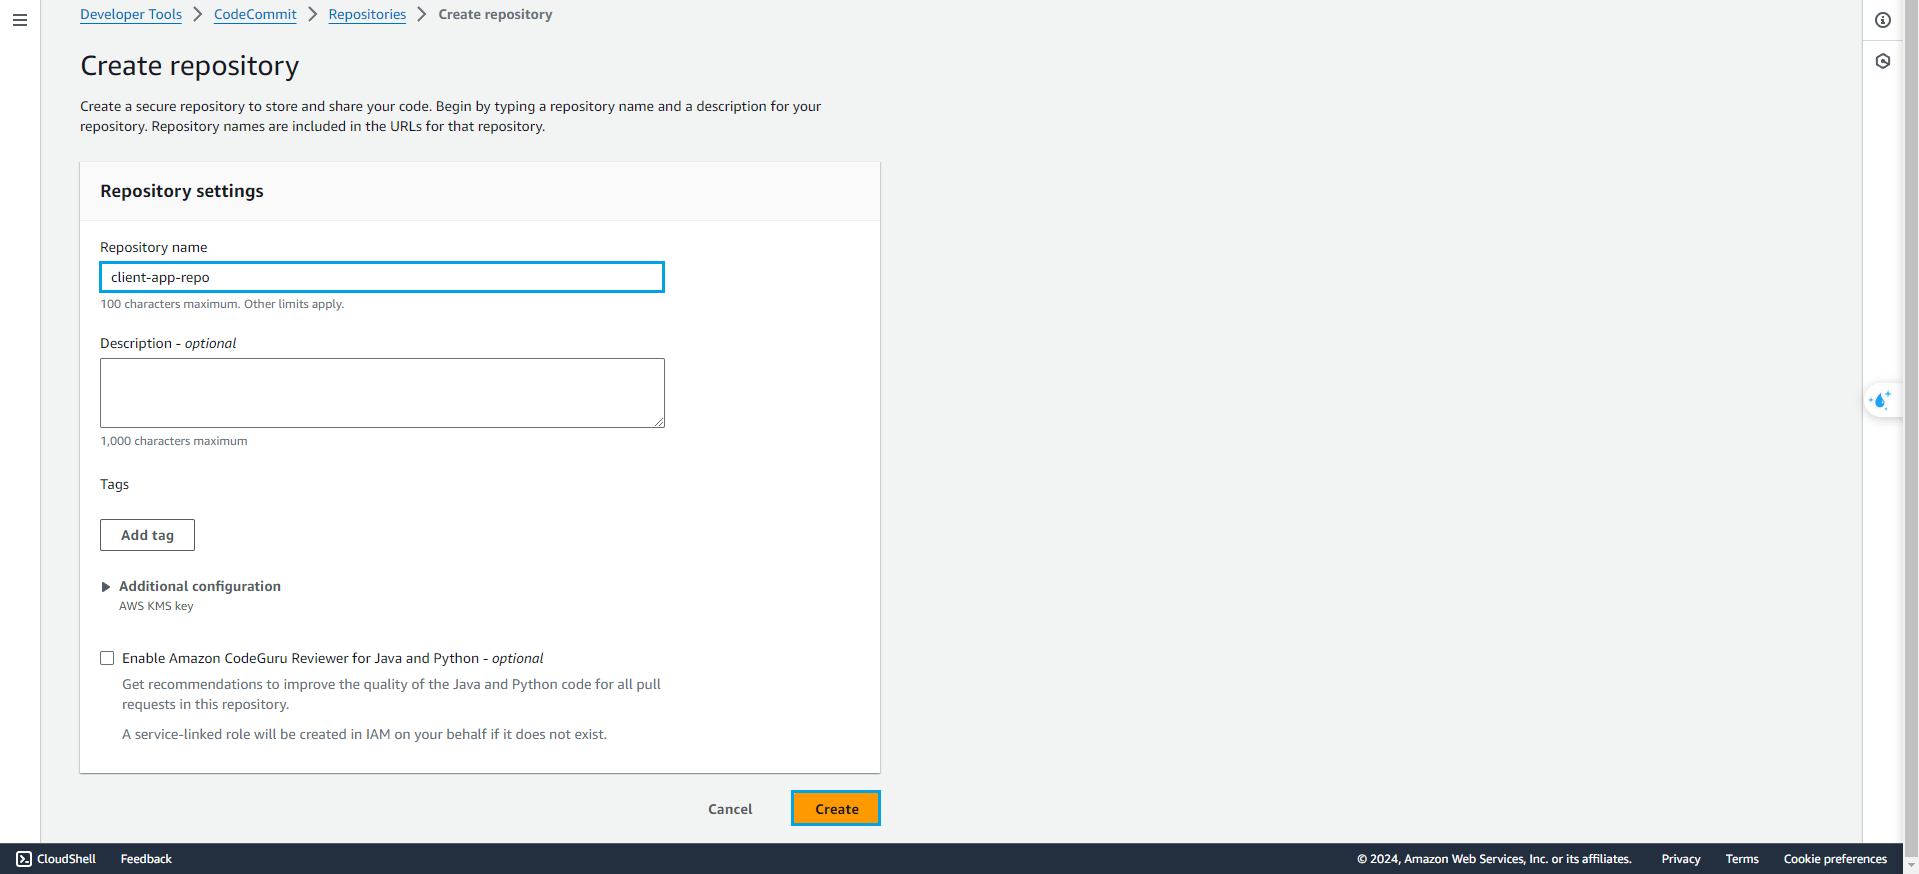 Developer Tools > CodeCommit > Repositories > Create repository
Create repository
Create a secure repository to store and share your code. Begin by typing a repository name and a description for your
repository. Repository names are included in the URLs for that repository.
Repository settings
Repository name
client-app-repo
100 characters maximum. Other limits apply.
Description - optional
1,000 characters maximum
Tags
Add tag
Additional configuration
AWS KMS key
Enable Amazon CodeGuru Reviewer for Java and Python - optional
Get recommendations to improve the quality of the Java and Python code for all pull
requests in this repository.
A service-linked role will be created in IAM on your behalf if it does not exist.
Cancel Create
CloudShell Feedback © 2024, Amazon Web Services, Inc. or its affiliates. Privacy Terms Cookie preferences